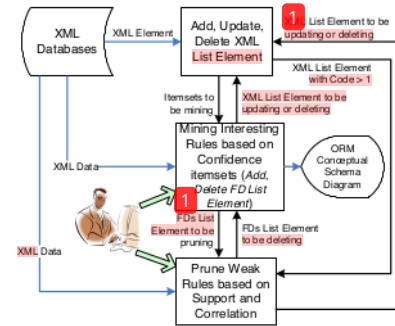 XML
Databases
XML Element
Add, Update,
Delete XML
List Element
1
XML List Element to be
updating or deleting
XML List Element
with Code > 1
Itemsets to
be mining
XML List Element to be
updating or deleting
Mining Interesting
Rules based on
Confidence
itemsets (Add,
Delete FD List
Element)
ORM
Conceptual
Schema
Diagram
XML Data
1
FDs List
Element to be
pruning
FDs List Element
to be deleting
XML Data
Prune Weak
Rules based on
Support and
Correlation